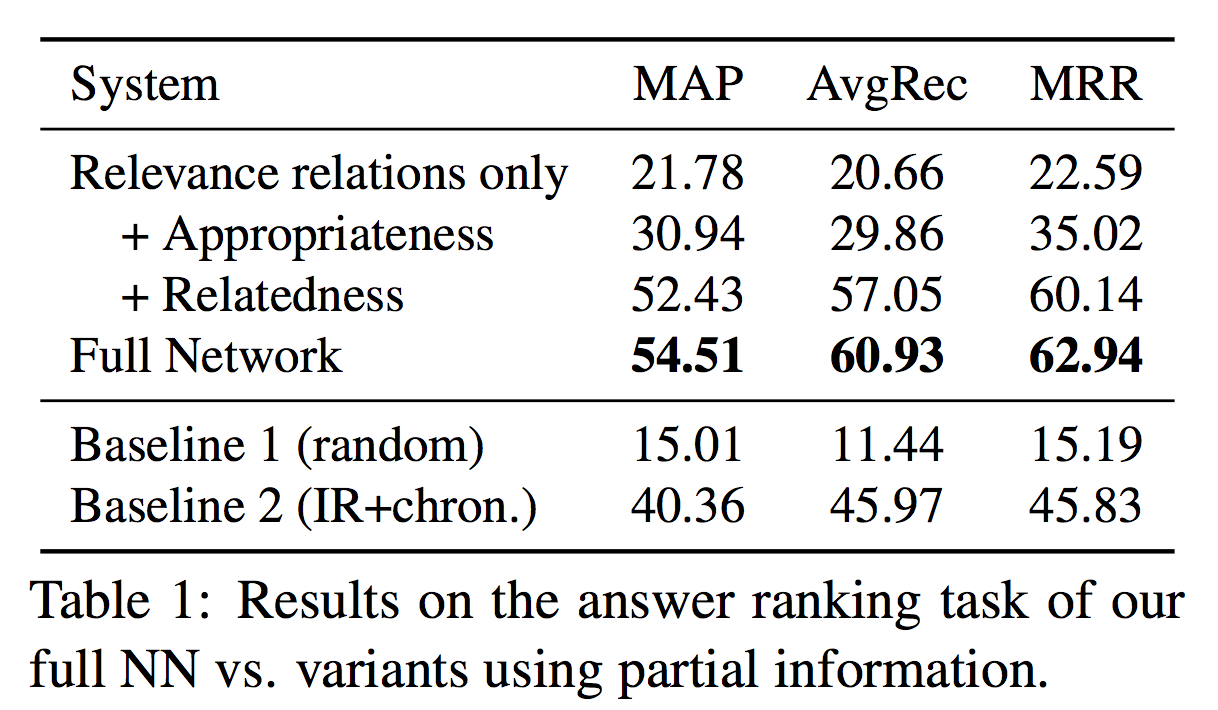 System MAP AvgRec MRR
Relevance relations only 21.78 20.66 22.59
+ Appropriateness 30.94 29.86 35.02
+ Relatedness 52.43 57.05 60.14
Full Network 54.51 60.93 62.94
Baseline 1 (random) 15.01 11.44 15.19
Baseline 2 (IR+chron.) 40.36 45.97 45.83
Table 1: Results on the answer ranking task of our
full NN vs. variants using partial information.